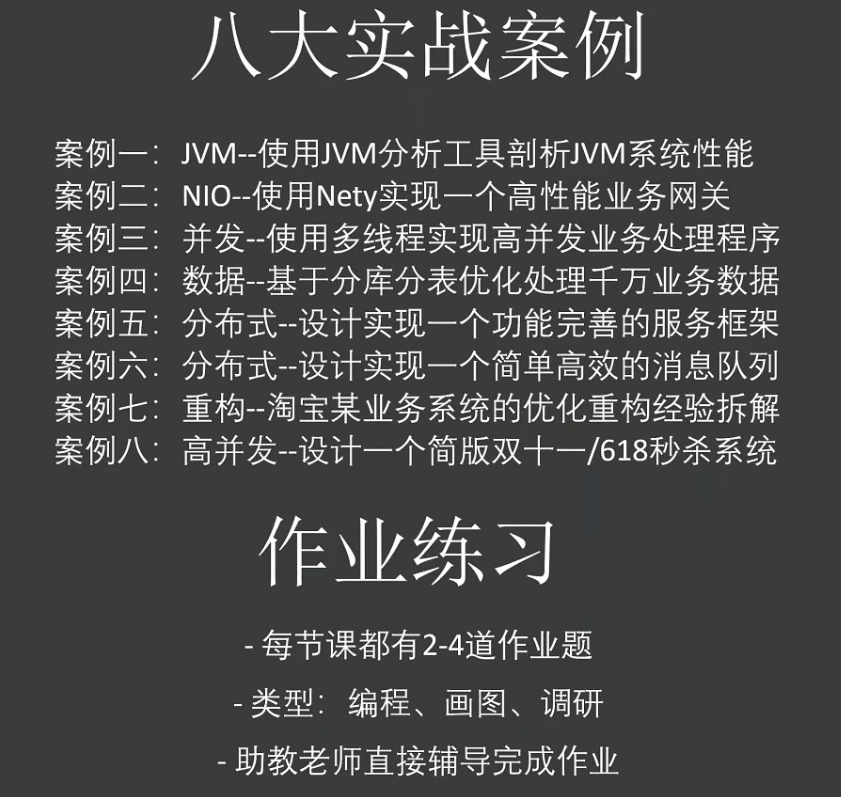 八大实战案例
案例一：JVM--使用JVM分析工具剖析JVM系统性能
案例二：NIO--使用Nety实现一个高性能业务网关
案例三：并发--使用多线程实现高并发业务处理程序
案例四：数据--基于分库分表优化处理千万业务数据
案例五：分布式--设计实现一个功能完善的服务框架
案例六：分布式--设计实现一个简单高效的消息队列
案例七：重构--淘宝某业务系统的优化重构经验拆解
案例八：高并发--设计一个简版双十一/618秒杀系统
作业练习
- 每节课都有2-4道作业题
- 类型：编程、画图、调研
- 助教老师直接辅导完成作业